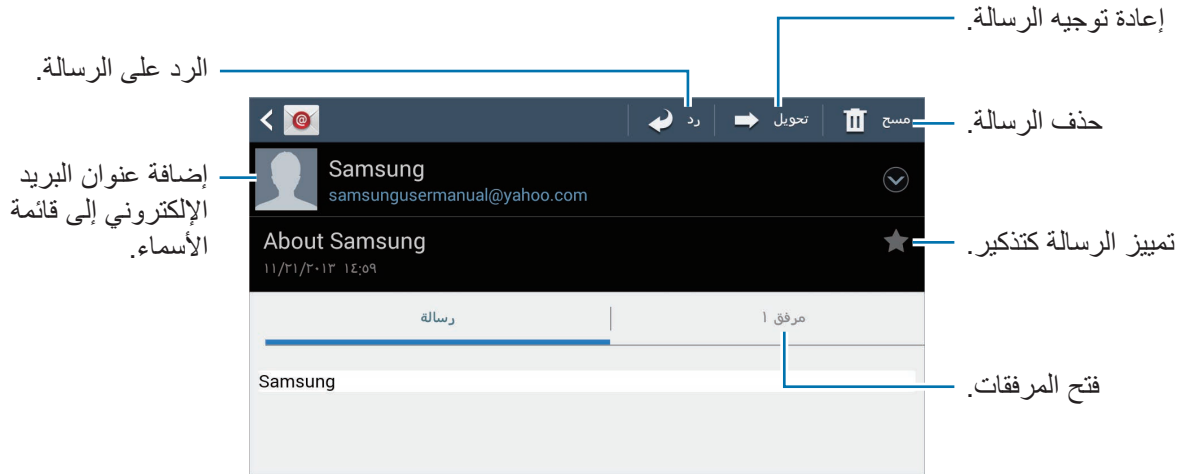 إعادة توجيه الرسالة.
الرد على الرسالة.
رد
تحويل
مسح
حذف الرسالة.
Samsung
samsungusermanual@yahoo.com
إضافة عنوان البريد
الإلكتروني إلى قائمة
الأسماء.
About Samsung
١١/٢١/٢٠١٣ ١٤:٥٩
تمييز الرسالة كتذكير.
رسالة
مرفق ١
Samsung
فتح المرفقات.